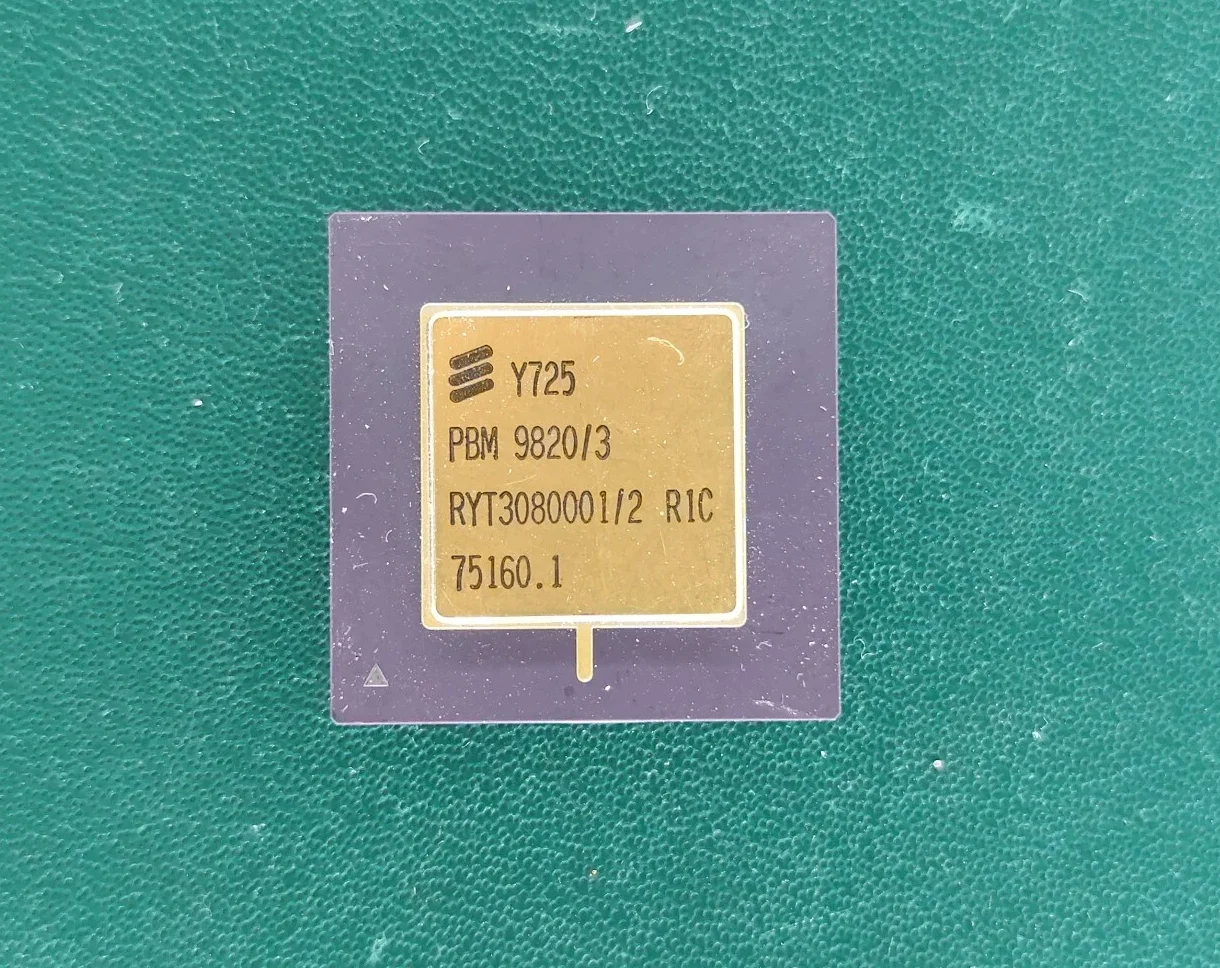 Y725
PBM 9820/3
RYT3080001/2 R1C
75160.1